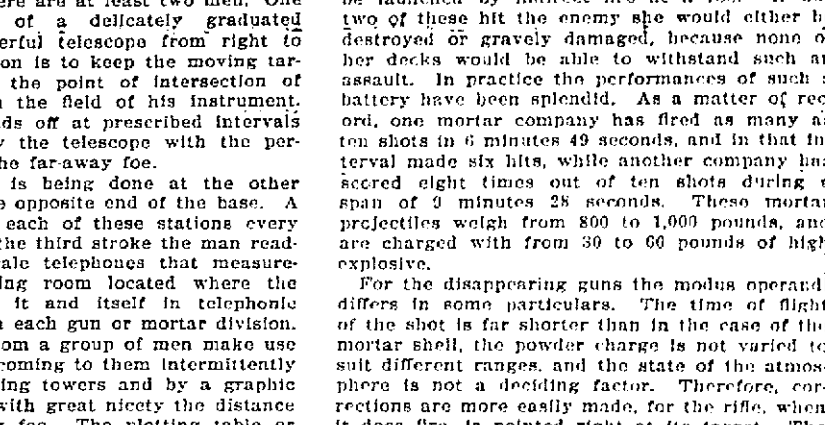 ere are at least two men. One
of a delicately graduated
erful telescope from right to
on is to keep the moving tar-
the point of intersection of
the field of his instrument.
ds off at prescribed intervals
y the telescope with the per-
he far-away foe.
is being done at the other
e opposite end of the base. A
each of these stations every
the third stroke the man read-
ale telephones that measure-
ing room located where the
it and itself in telephonic
each gun or mortar division.
om a group of men make use
coming to them intermittently
ing towers and by a graphic
with great nicety the distance
foe. The plotting table or
two of these hit the enemy she would either b
destroyed or gravely damaged, because none o
her decks would be able to withstand such a
assault. In practice the performances of such
battery have been splendid. As a matter of rec
ord, one mortar company has fired as many a
ten shots in 6 minutes 49 seconds, and in that in
terval made six hits, while another company ha
scored eight times out of ten shots during
span of 9 minutes 28 seconds. These mortar
projectiles weigh from 800 to 1,000 pounds, and
are charged with from 30 to 60 pounds of high
explosive.
For the disappearing guns the modus operand
differs in some particulars. The time of flight
of the shot is far shorter than in the case of the
mortar shell, the powder charge is not varied to
suit different ranges, and the state of the atmos-
phere is not a deciding factor. Therefore, cor-
rections are more easily made, for the rifle, when
it does fire, is pointed right at its target. The